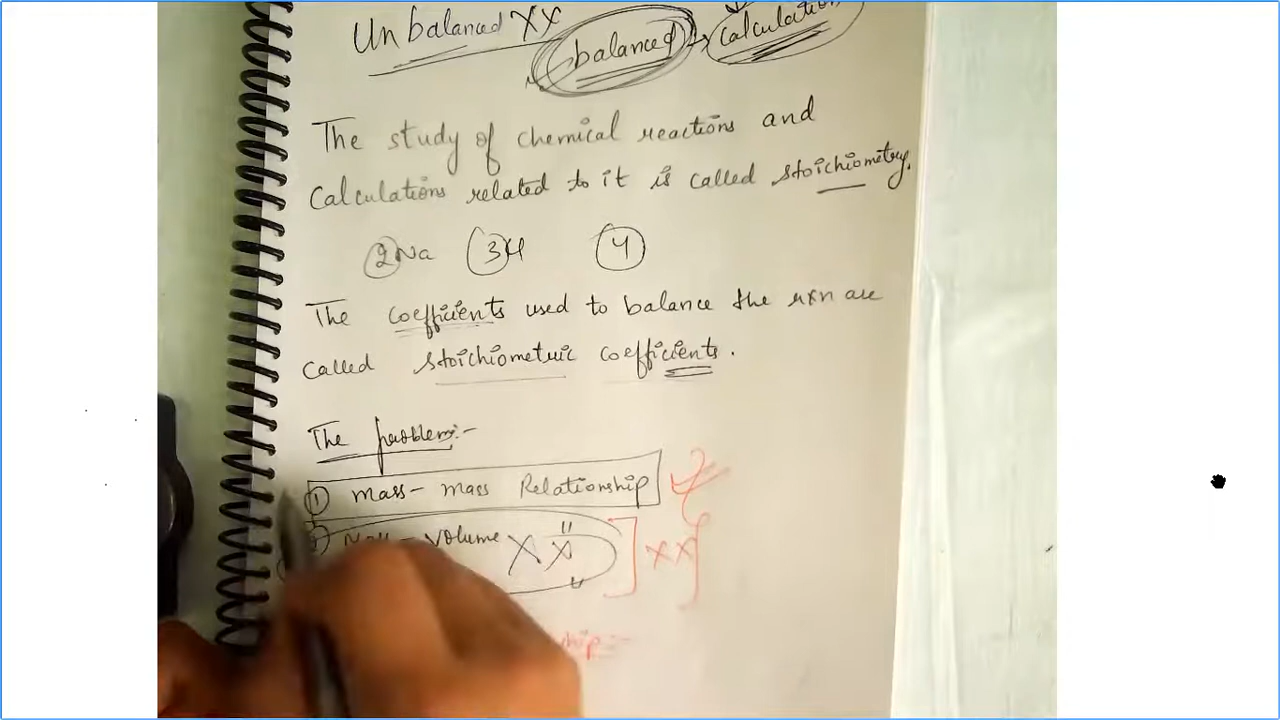 Unbalanced XX
balanced → calculation
The study of chemical reactions and
Calculations related to it is called stoichiometry.
2Na 3H 4
The coefficients used to balance the rxn are
called stoichiometric coefficients.
The problem:-
① mass- mass Relationship
volume X X "
XX